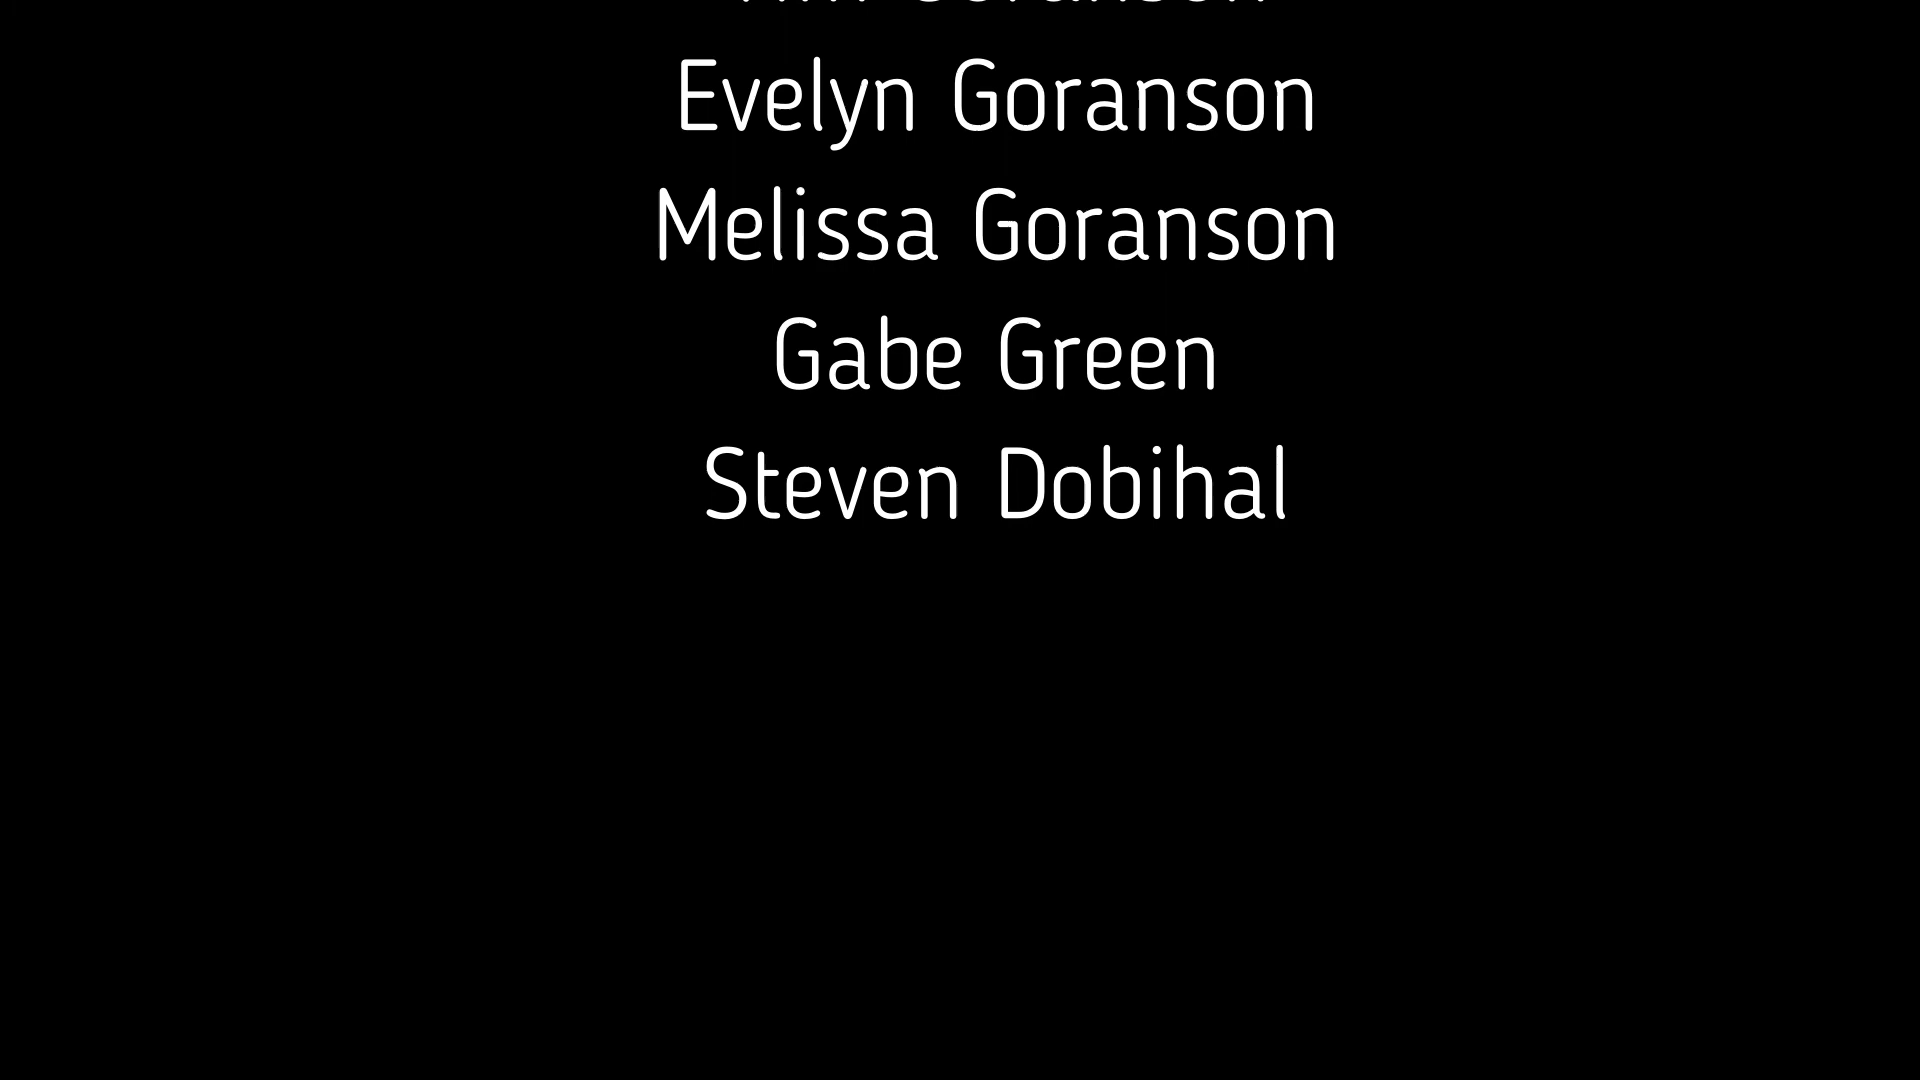 Evelyn Goranson
Melissa Goranson
Gabe Green
Steven Dobihal